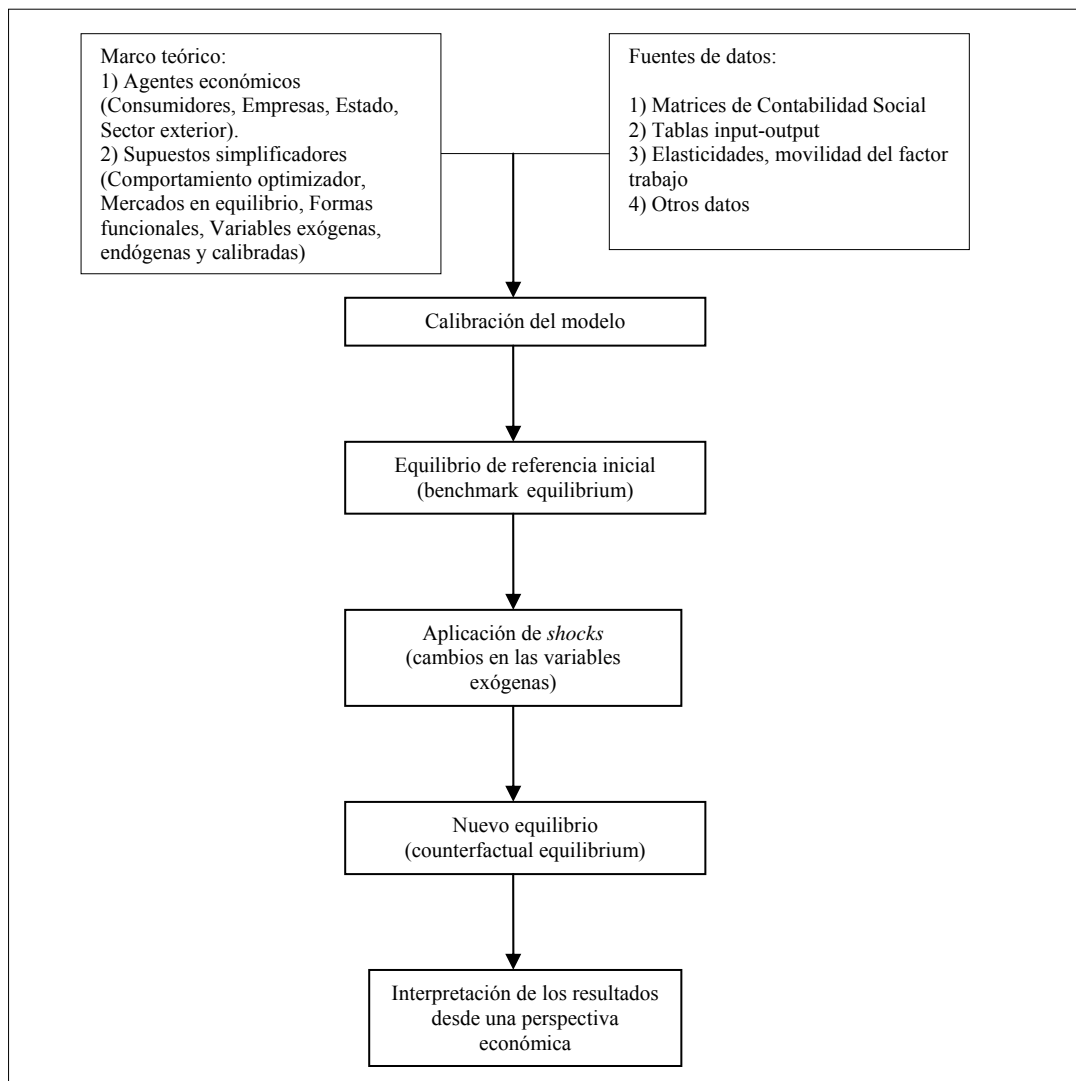 Marco teórico:
1) Agentes económicos
(Consumidores, Empresas, Estado,
Sector exterior).
2) Supuestos simplificadores
(Comportamiento optimizador,
Mercados en equilibrio, Formas
funcionales, Variables exógenas,
endógenas y calibradas)
Fuentes de datos:
1) Matrices de Contabilidad Social
2) Tablas input-output
3) Elasticidades, movilidad del factor
trabajo
4) Otros datos
Calibración del modelo
Equilibrio de referencia inicial
(benchmark equilibrium)
Aplicación de shocks
(cambios en las variables
exógenas)
Nuevo equilibrio
(counterfactual equilibrium)
Interpretación de los resultados
desde una perspectiva
económica